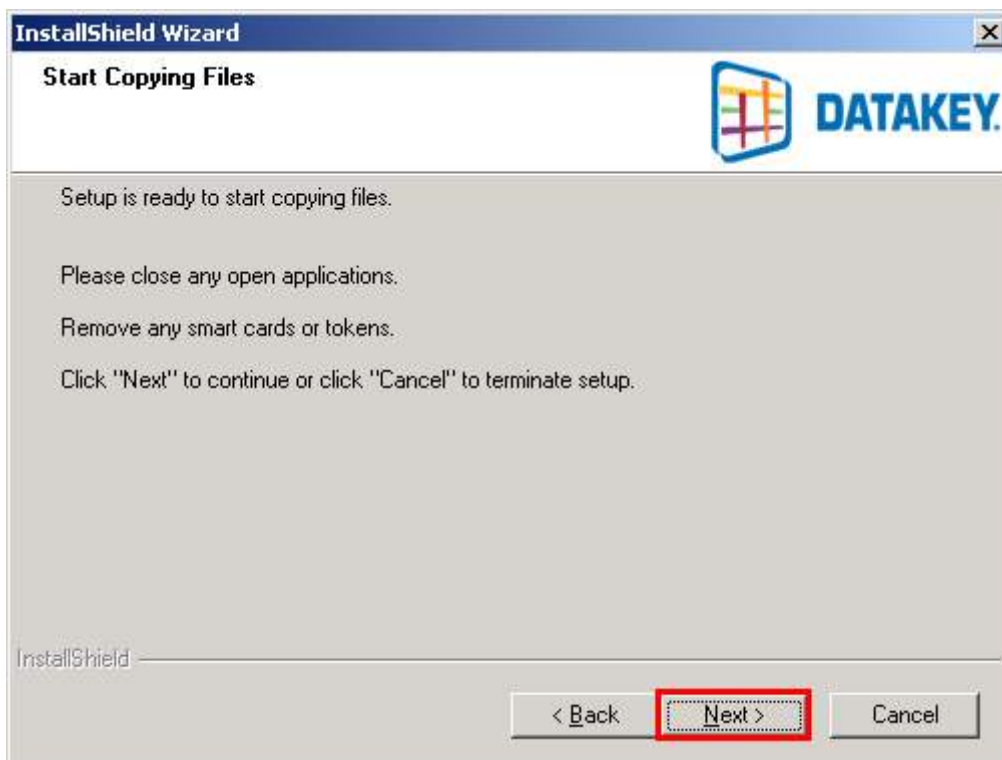 InstallShield Wizard
Start Copying Files
DATAKEY.
Setup is ready to start copying files.
Please close any open applications.
Remove any smart cards or tokens.
Click "Next" to continue or click "Cancel" to terminate setup.
InstallShield
< Back Next > Cancel